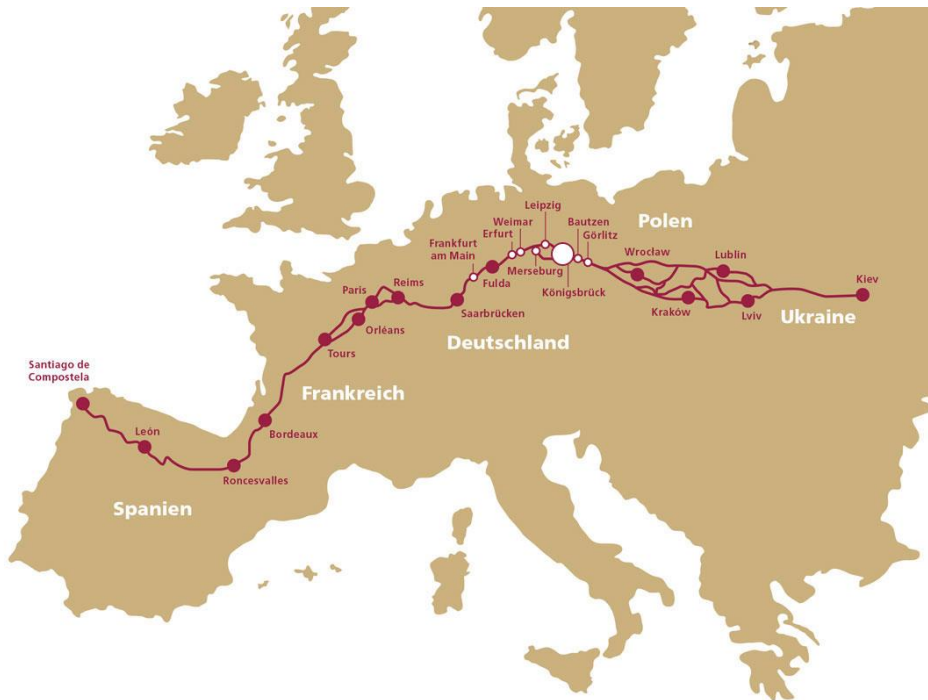 Leipzig
Weimar
Bautzen
Polen
Erfurt
Görlitz
Frankfurt
am Main
Wrocław
Lublin
Merseburg
Fulda
Königsbrück
Kiev
Reims
Paris
Saarbrücken
Kraków
Lviv
Ukraine
Orléans
Deutschland
Tours
Santiago de
Compostela
Frankreich
León
Bordeaux
Roncesvalles
Spanien